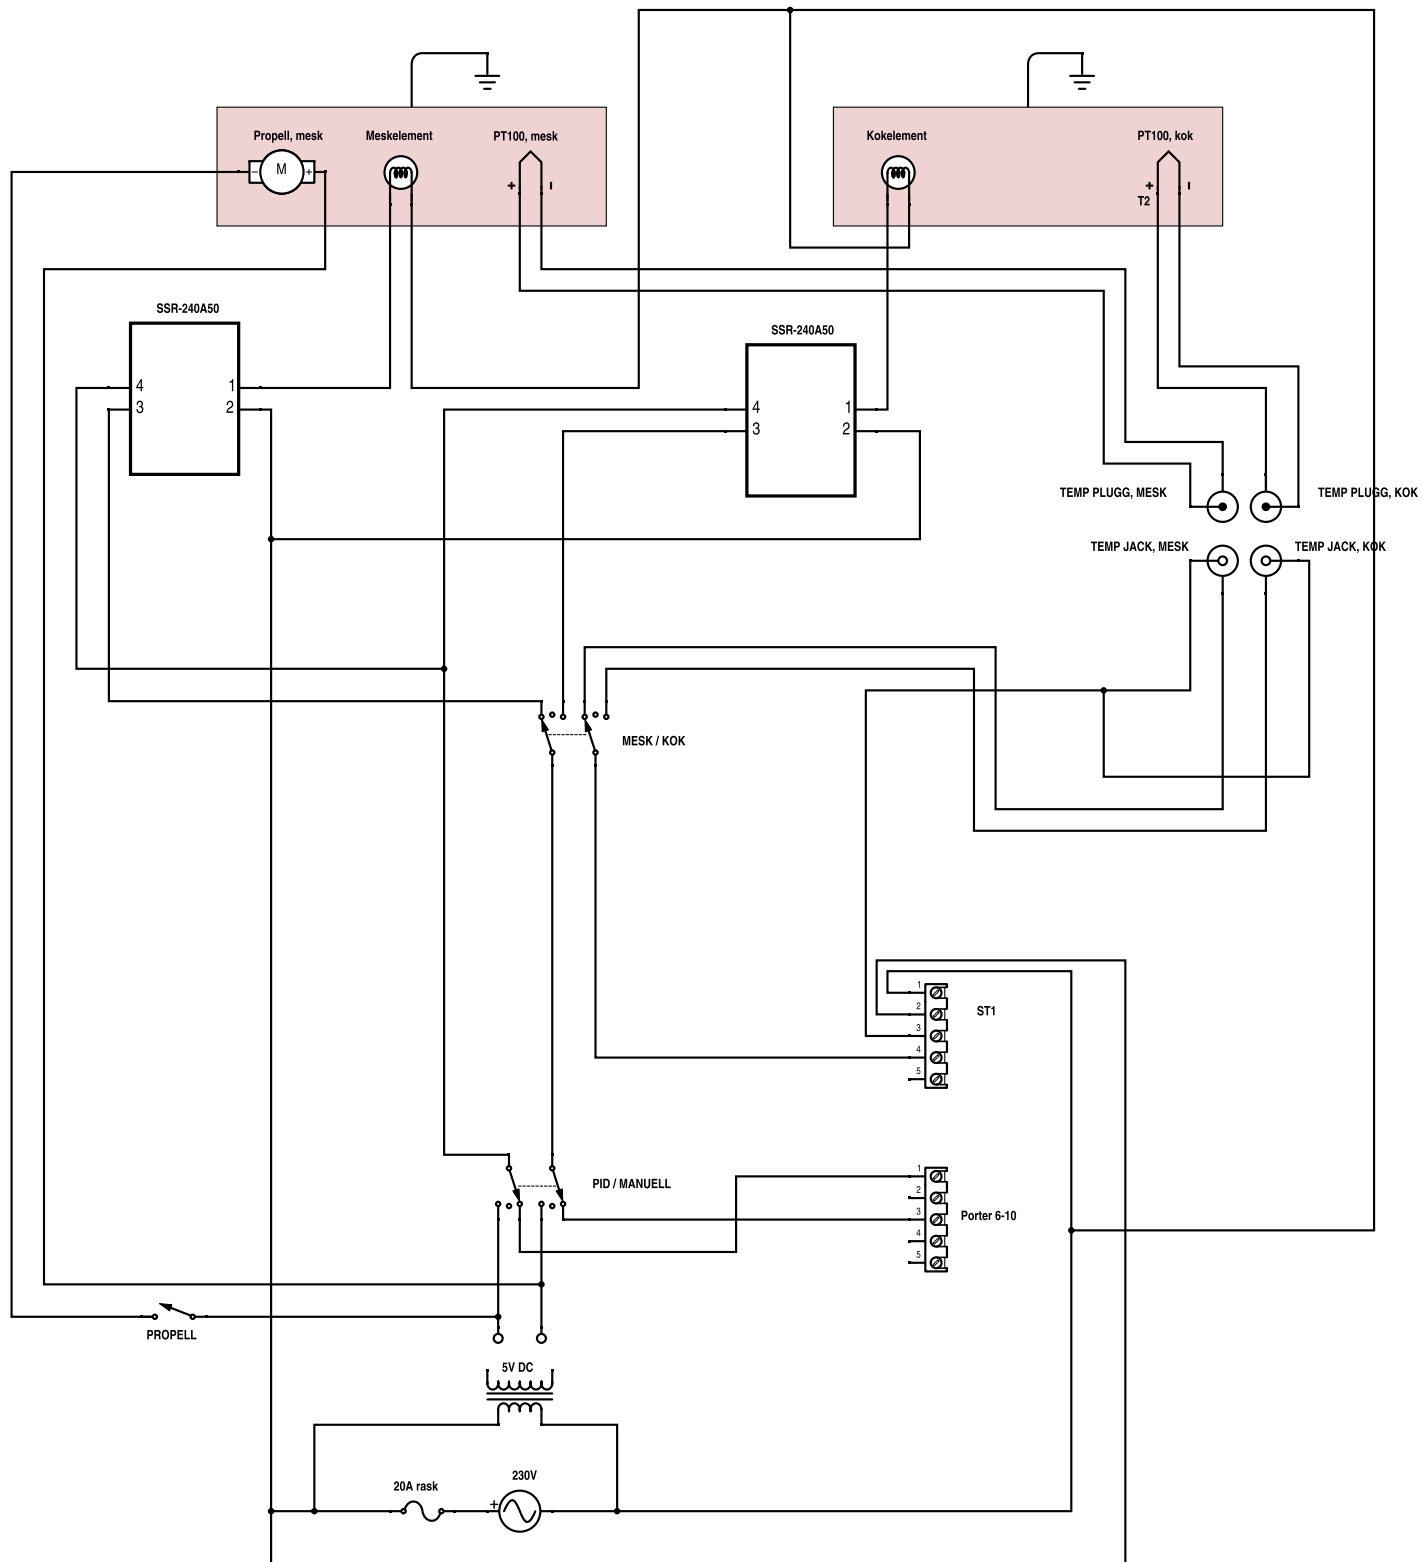 Propell, mesk
Meskelement
PT100, mesk
Kokelement
PT100, kok
- M +
+ -
+ -
T2
SSR-240A50
SSR-240A50
4 1
3 2
4 1
3 2
TEMP PLUGG, MESK
TEMP PLUGG, KOK
TEMP JACK, MESK
TEMP JACK, KOK
MESK / KOK
1
2
3
4
5
ST1
PID / MANUELL
1
2
3
4
5
Porter 6-10
PROPELL
5V DC
20A rask
230V
+